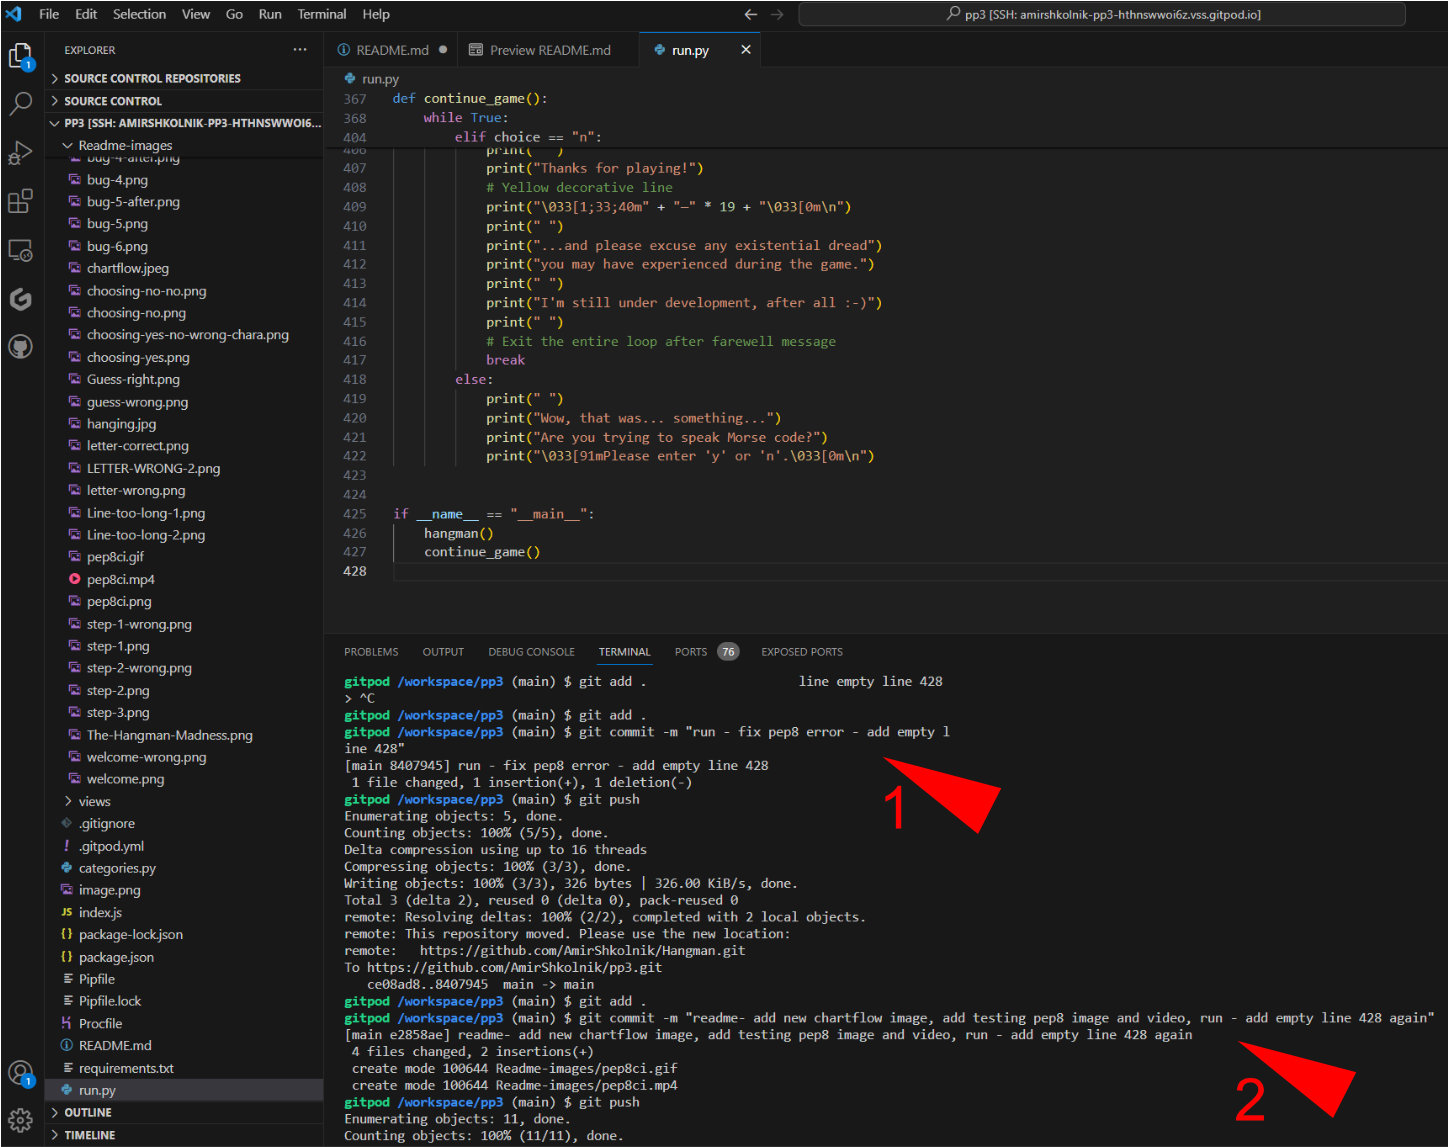 File Edit Selection View Go Run Terminal Help
pp3 [SSH: amirshkolnik-pp3-hthnswwoi6z.vss.gitpod.io]
EXPLORER
SOURCE CONTROL REPOSITORIES
SOURCE CONTROL
PP3 [SSH: AMIRSHKOLNIK-PP3-HTHNSWWOI6...
Readme-images
bug-4-after.png
bug-4.png
bug-5-after.png
bug-5.png
bug-6.png
chartflow.jpeg
choosing-no-no.png
choosing-no.png
choosing-yes-no-wrong-chara.png
choosing-yes.png
Guess-right.png
guess-wrong.png
hanging.jpg
letter-correct.png
LETTER-WRONG-2.png
letter-wrong.png
Line-too-long-1.png
Line-too-long-2.png
pep8ci.gif
pep8ci.mp4
pep8ci.png
step-1-wrong.png
step-1.png
step-2-wrong.png
step-2.png
step-3.png
The-Hangman-Madness.png
welcome-wrong.png
welcome.png
views
.gitignore
.gitpod.yml
categories.py
image.png
JS index.js
package-lock.json
package.json
Pipfile
Pipfile.lock
Procfile
README.md
requirements.txt
run.py
OUTLINE
TIMELINE
1
1
README.md
Preview README.md
run.py
run.py
367 def continue_game():
368 while True:
404 elif choice == "n":
406 print(" ")
407 print("Thanks for playing!")
408 # Yellow decorative line
409 print("\033[1;33;40m" + "—" * 19 + "\033[0m\n")
410 print(" ")
411 print("...and please excuse any existential dread")
412 print("you may have experienced during the game.")
413 print(" ")
414 print("I'm still under development, after all :-)")
415 print(" ")
416 # Exit the entire loop after farewell message
417 break
418 else:
419 print(" ")
420 print("Wow, that was... something...")
421 print("Are you trying to speak Morse code?")
422 print("\033[91mPlease enter 'y' or 'n'.\033[0m\n")
423
424
425 if __name__ == "__main__":
426 hangman()
427 continue_game()
428
PROBLEMS OUTPUT DEBUG CONSOLE TERMINAL PORTS 76 EXPOSED PORTS
gitpod /workspace/pp3 (main) $ git add . line empty line 428
> ^C
gitpod /workspace/pp3 (main) $ git add .
gitpod /workspace/pp3 (main) $ git commit -m "run - fix pep8 error - add empty l
ine 428"
[main 8407945] run - fix pep8 error - add empty line 428
1 file changed, 1 insertion(+), 1 deletion(-)
gitpod /workspace/pp3 (main) $ git push
Enumerating objects: 5, done.
Counting objects: 100% (5/5), done.
Delta compression using up to 16 threads
Compressing objects: 100% (3/3), done.
Writing objects: 100% (3/3), 326 bytes | 326.00 KiB/s, done.
Total 3 (delta 2), reused 0 (delta 0), pack-reused 0
remote: Resolving deltas: 100% (2/2), completed with 2 local objects.
remote: This repository moved. Please use the new location:
remote: https://github.com/AmirShkolnik/Hangman.git
To https://github.com/AmirShkolnik/pp3.git
ce08ad8..8407945 main -> main
gitpod /workspace/pp3 (main) $ git add .
gitpod /workspace/pp3 (main) $ git commit -m "readme- add new chartflow image, add testing pep8 image and video, run - add empty line 428 again"
[main e2858ae] readme- add new chartflow image, add testing pep8 image and video, run - add empty line 428 again
4 files changed, 2 insertions(+)
create mode 100644 Readme-images/pep8ci.gif
create mode 100644 Readme-images/pep8ci.mp4
gitpod /workspace/pp3 (main) $ git push
Enumerating objects: 11, done.
Counting objects: 100% (11/11), done.
1
2